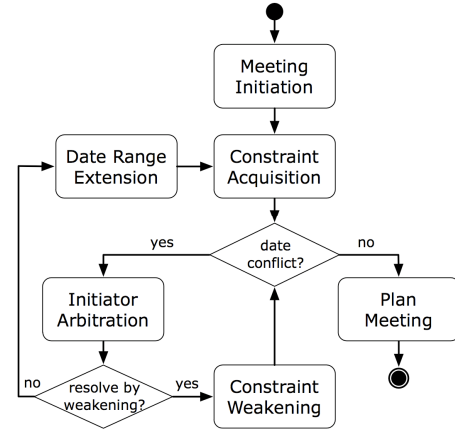 Meeting
Initiation
Date Range
Extension
Constraint
Acquisition
yes
date
conflict?
no
Initiator
Arbitration
Plan
Meeting
no
resolve by
weakening?
yes
Constraint
Weakening